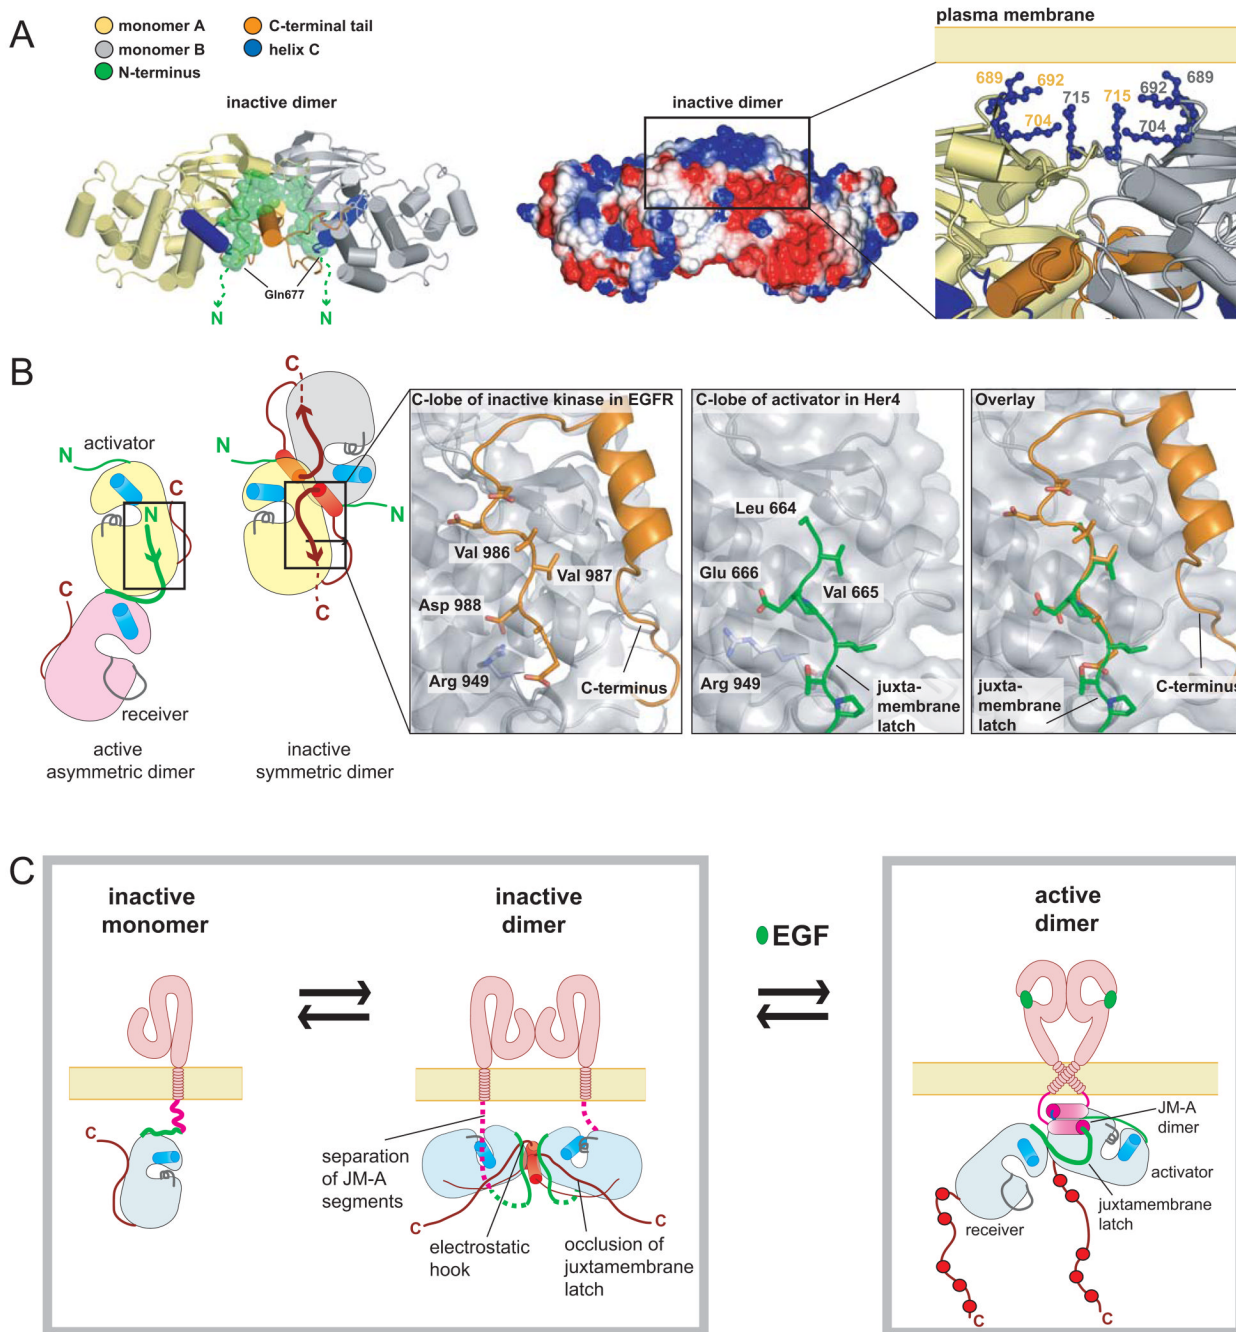 A
monomer A
monomer B
N-terminus
C-terminal tail
helix C
inactive dimer
Gln677
N
N
inactive dimer
plasma membrane
689
692
715
715
692
689
704
704
B
activator
N
C
N
C
receiver
active
asymmetric dimer
C
N
N
C
inactive
symmetric dimer
C-lobe of inactive kinase in EGFR
Val 986
Val 987
Asp 988
Arg 949
C-terminus
C-lobe of activator in Her4
Leu 664
Glu 666
Val 665
Arg 949
juxta-
membrane
latch
Overlay
juxta-
membrane
latch
C-terminus
C
inactive
monomer
C
inactive
dimer
separation
of JM-A
segments
C
electrostatic
hook
occlusion of
juxtamembrane
latch
C
EGF
active
dimer
JM-A
dimer
activator
juxtamembrane
latch
receiver
C
C